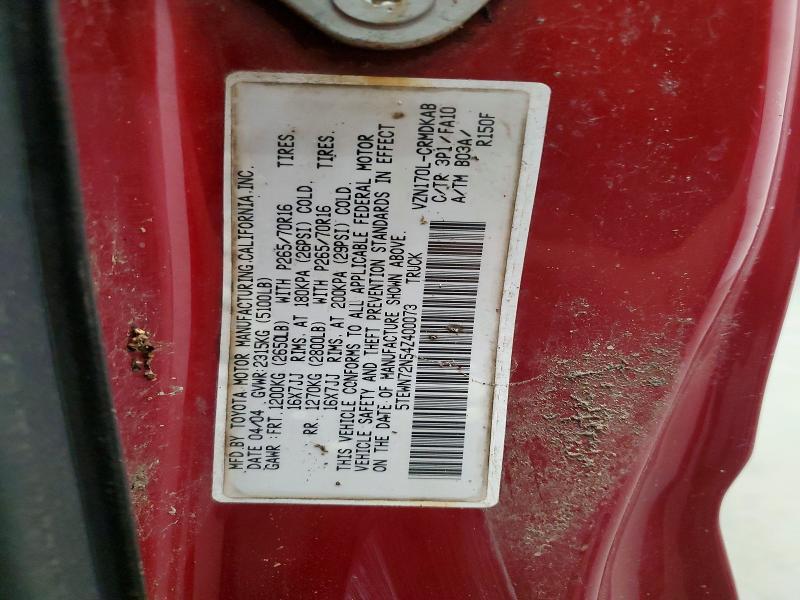 MFD.BY TOYOTA MOTOR MANUFACTURING CALIFORNIA,INC.
DATE 04/04 GVWR:2315KG (5100LB)
GAWR :FRT.1200KG (2650LB) WITH P265/70R16 TIRES.
16X7JJ RIMS. AT 180KPA (26PSI) COLD.
RR. 1270KG (2800LB) WITH P265/70R16 TIRES.
16X7JJ RIMS. AT 200KPA (29PSI) COLD.
THIS VEHICLE CONFORMS TO ALL APPLICABLE FEDERAL MOTOR
VEHICLE SAFETY AND THEFT PREVENTION STANDARDS IN EFFECT
ON THE DATE OF MANUFACTURE SHOWN ABOVE.
5TEWN72N54Z400073 TRUCK
VZN170L-CRMDKAB
C/TR 3P1/FA10
A/TM B03A/
R150F